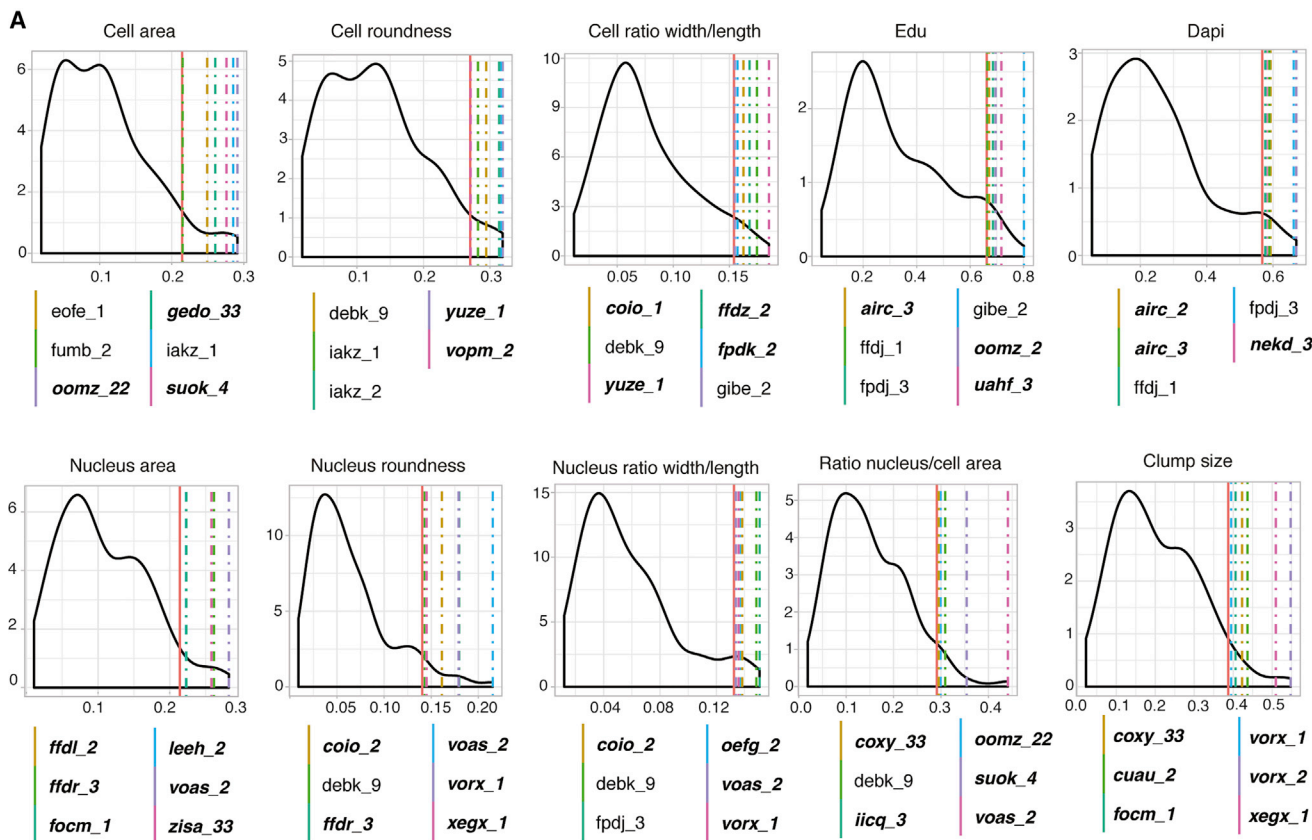 A
Cell area
Cell roundness
Cell ratio width/length
Edu
Dapi
6
4
2
0
0.1
0.2
0.3
5
4
3
2
1
0
0.1
0.2
0.3
10
9
6
3
0
0.05
0.10
0.15
2
1
0
0.2
0.4
0.6
0.8
3
2
1
0
0.2
0.4
0.6
eofe_1
gedo_33
fumb_2
iakz_1
oomz_22
suok_4
debk_9
yuze_1
iakz_1
vopm_2
iakz_2
coio_1
ffdz_2
debk_9
fpdk_2
yuze_1
gibe_2
airc_3
gibe_2
ffdj_1
oomz_2
fpdj_3
uahf_3
airc_2
fpdj_3
airc_3
nekd_3
ffdj_1
Nucleus area
Nucleus roundness
Nucleus ratio width/length
Ratio nucleus/cell area
Clump size
6
4
2
0
0.1
0.2
0.3
10
5
0
0.05
0.10
0.15
0.20
15
10
5
0
0.04
0.08
0.12
5
4
3
2
1
0
0.0
0.1
0.2
0.3
0.4
3
2
1
0
0.0
0.1
0.2
0.3
0.4
0.5
ffdl_2
leeh_2
ffdr_3
voas_2
focm_1
zisa_33
coio_2
voas_2
debk_9
vorx_1
ffdr_3
xegx_1
coio_2
oefg_2
debk_9
voas_2
fpdj_3
vorx_1
coxy_33
oomz_22
debk_9
suok_4
iicq_3
voas_2
coxy_33
vorx_1
cuau_2
vorx_2
focm_1
xegx_1